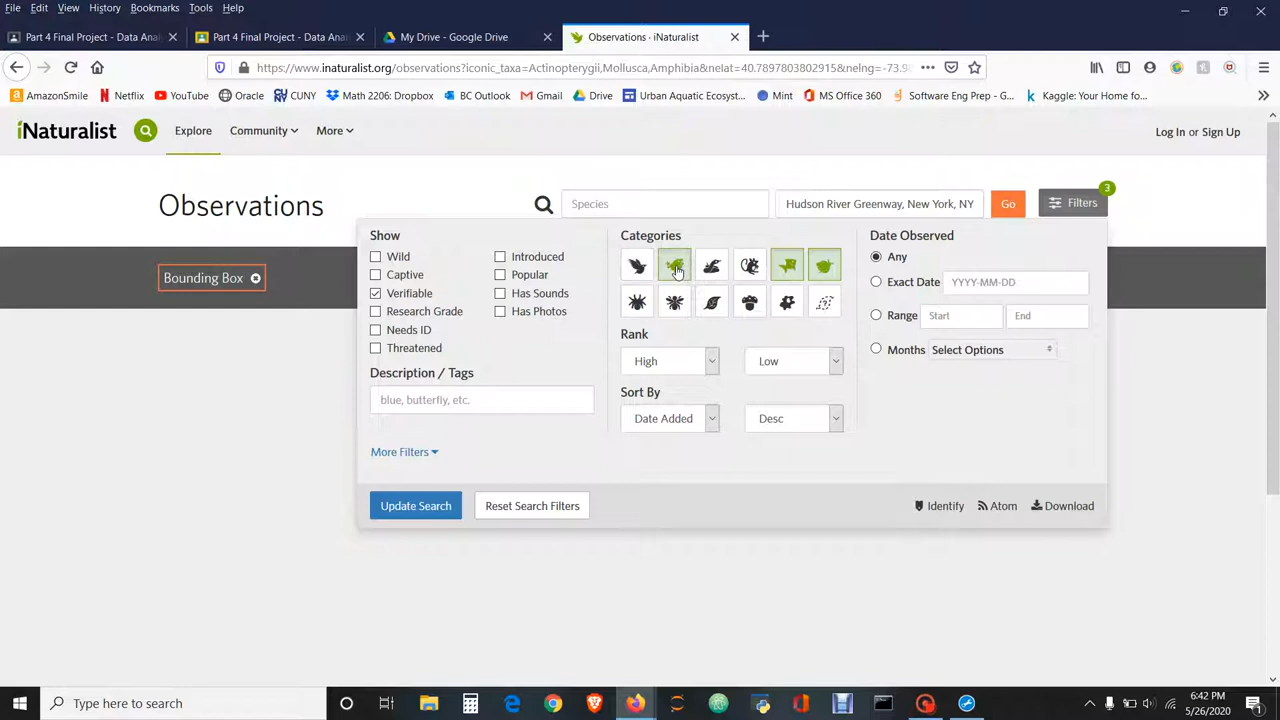 File Edit View History Bookmarks Tools Help
Part 4 Final Project - Data Ana
Part 4 Final Project - Data Ana
My Drive - Google Drive
Observations · iNaturalist
https://www.inaturalist.org/observations?iconic_taxa=Actinopterygii,Mollusca,Amphibia&nelat=40.7897803802915&nelng=-73.9
AmazonSmile Netflix YouTube Oracle CUNY Math 2206: Dropbox BC Outlook Gmail Drive Urban Aquatic Ecosyst... Mint MS Office 360 Software Eng Prep - G... Kaggle: Your Home fo...
iNaturalist Explore Community More Log In or Sign Up
3
Observations Species Hudson River Greenway, New York, NY Go Filters
Show Categories Date Observed
Wild Introduced Any
Bounding Box Captive Popular Exact Date YYYY-MM-DD
Verifiable Has Sounds
Research Grade Has Photos Range Start End
Needs ID Rank
Threatened Months Select Options
High Low
Description / Tags
Sort By
blue, butterfly, etc.
Date Added Desc
More Filters
Update Search Reset Search Filters Identify Atom Download
Type here to search
6:42 PM
5/26/2020
1